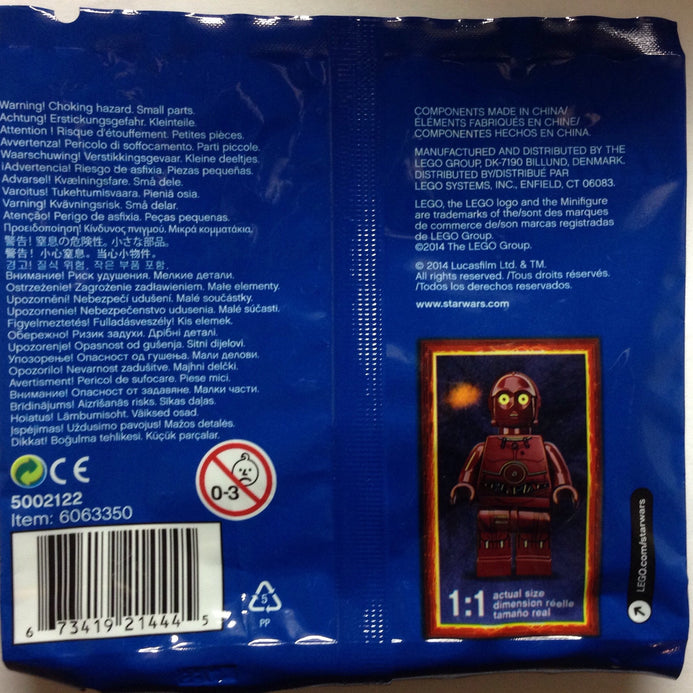 Warning! Choking hazard. Small parts.
Achtung! Erstickungsgefahr. Kleinteile.
Attention ! Risque d'étouffement. Petites pièces.
Avvertenza! Pericolo di soffocamento. Parti piccole.
Waarschuwing! Verstikkingsgevaar. Kleine deeltjes.
¡Advertencia! Riesgo de asfixia. Piezas pequeñas.
Advarsel! Kvælningsfare. Små dele.
Varoitus! Tukehtumisvaara. Pieniä osia.
Varning! Kvävningsrisk. Små delar.
Atenção! Perigo de asfixia. Peças pequenas.
Προειδοποίηση! Κίνδυνος πνιγμού. Μικρά κομματάκια.
警告! 窒息の危険性。小さな部品。
警告! 小心窒息。当心小物件。
경고! 질식 위험. 작은 부품 포함.
Внимание! Риск удушения. Мелкие детали.
Ostrzeżenie! Zagrożenie zadławieniem. Małe elementy.
Upozornění! Nebezpečí udušení. Malé součástky.
Upozornenie! Nebezpečenstvo udusenia. Malé súčasti.
Figyelmeztetés! Fulladásveszély! Kis elemek.
Обережно! Ризик задухи. Дрібні деталі.
Upozorenje! Opasnost od gušenja. Sitni dijelovi.
Упозорење! Опасност од гушења. Мали делови.
Opozorilo! Nevarnost zadušitve. Majhni delčki.
Avertisment! Pericol de sufocare. Piese mici.
Внимание! Опасност от задавяне. Малки части.
Brīdinājums! Aizrīšanās risks. Sīkas daļas.
Hoiatus! Lämbumisoht. Väiksed osad.
Įspėjimas! Uždusimo pavojus! Mažos detalės.
Dikkat! Boğulma tehlikesi. Küçük parçalar.
CE
0-3
5002122
Item: 6063350
6 73419 21444 5
5
PP
COMPONENTS MADE IN CHINA/
ÉLÉMENTS FABRIQUÉS EN CHINE/
COMPONENTES HECHOS EN CHINA.
MANUFACTURED AND DISTRIBUTED BY THE
LEGO GROUP, DK-7190 BILLUND, DENMARK.
DISTRIBUTED BY/DISTRIBUÉ PAR
LEGO SYSTEMS, INC., ENFIELD, CT 06083.
LEGO, the LEGO logo and the Minifigure
are trademarks of the/sont des marques
de commerce de/son marcas registradas
de LEGO Group.
©2014 The LEGO Group.
© 2014 Lucasfilm Ltd. & TM.
All rights reserved. /Tous droits réservés.
/Todos los derechos reservados.
www.starwars.com
1:1 actual size
dimension réelle
tamaño real
LEGO.com/starwars